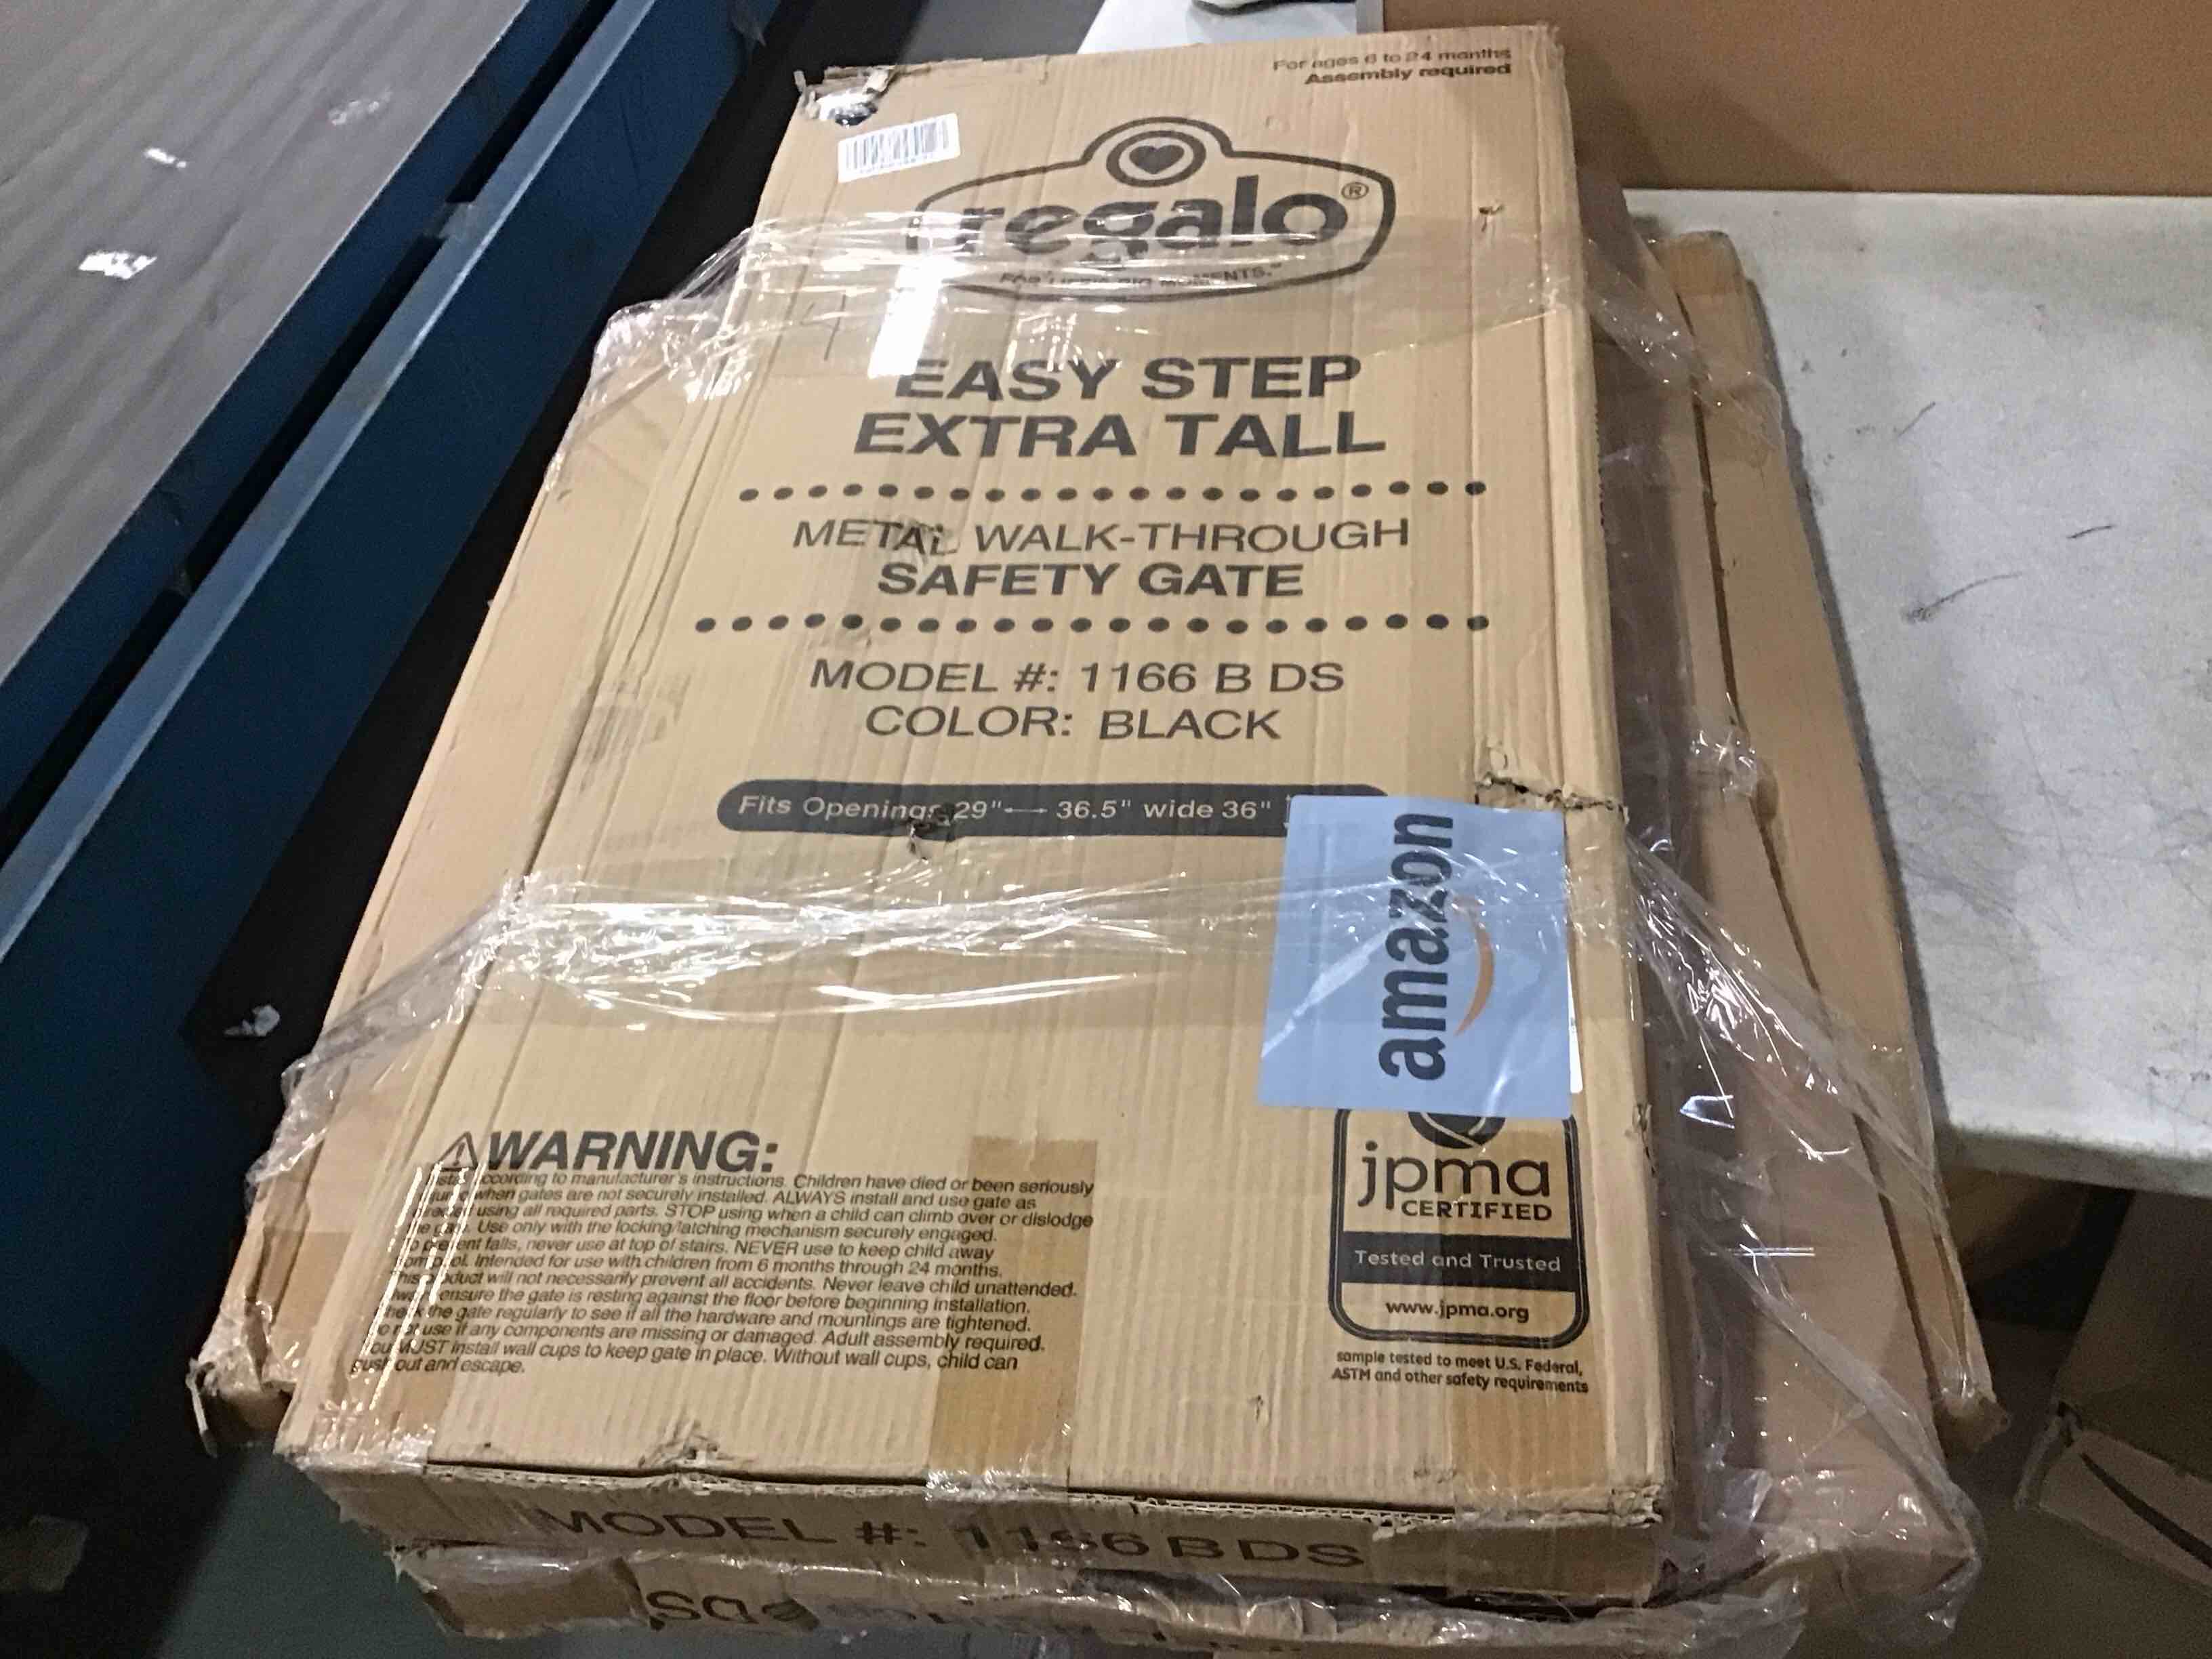 For ages 6 to 24 months
Assembly required
regalo®
EASY STEP
EXTRA TALL
METAL WALK-THROUGH
SAFETY GATE
MODEL #: 1166 B DS
COLOR: BLACK
Fits Openings 29" 36.5" wide 36"
amazon
WARNING:
according to manufacturer's instructions. Children have died or been seriously
when gates are not securely installed. ALWAYS install and use gate as
using all required parts. STOP using when a child can climb over or dislodge
Use only with the locking/latching mechanism securely engaged.
prevent falls, never use at top of stairs. NEVER use to keep child away
Intended for use with children from 6 months through 24 months.
product will not necessarily prevent all accidents. Never leave child unattended.
ensure the gate is resting against the floor before beginning installation.
the gate regularly to see if all the hardware and mountings are tightened.
not use if any components are missing or damaged. Adult assembly required.
MUST install wall cups to keep gate in place. Without wall cups, child can
push out and escape.
jpma
CERTIFIED
Tested and Trusted
www.jpma.org
sample tested to meet U.S. Federal,
ASTM and other safety requirements
MODEL #: 1166 B DS
DS